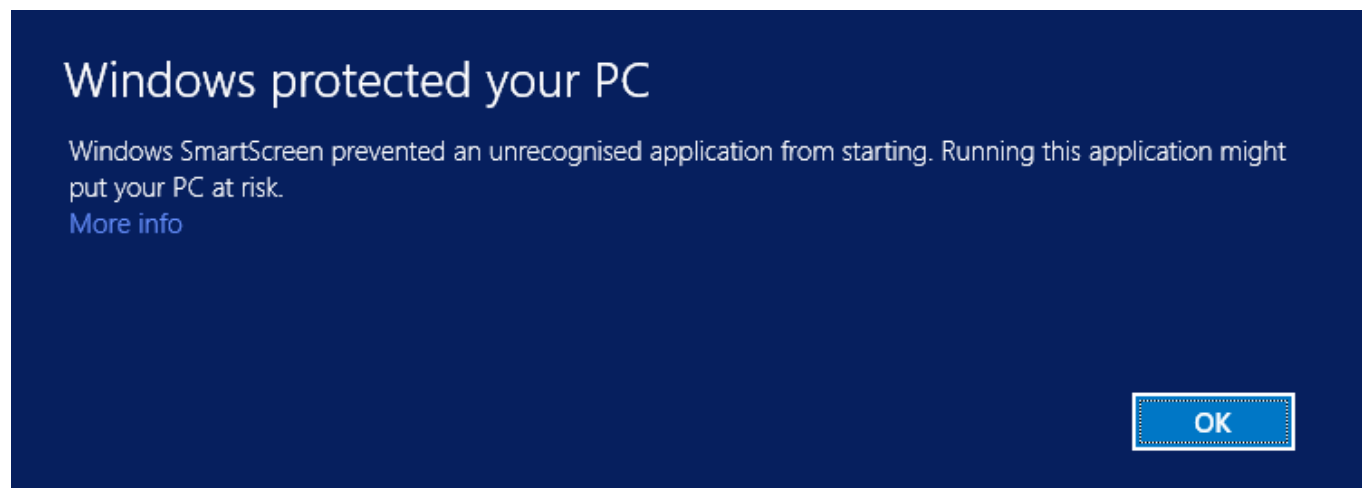 Windows protected your PC
Windows SmartScreen prevented an unrecognised application from starting. Running this application might
put your PC at risk.
More info
OK